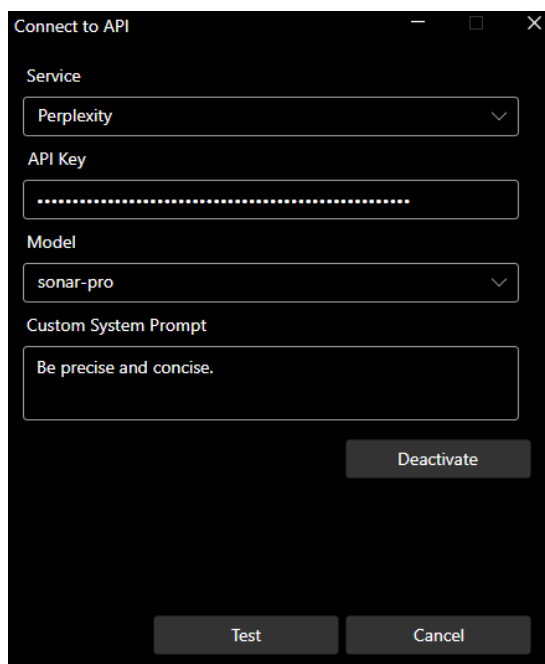 Connect to API
Service
Perplexity
API Key
•••••••••••••••••••••••••••••••••••••••••••••••••••••
Model
sonar-pro
Custom System Prompt
Be precise and concise.
Deactivate
Test Cancel